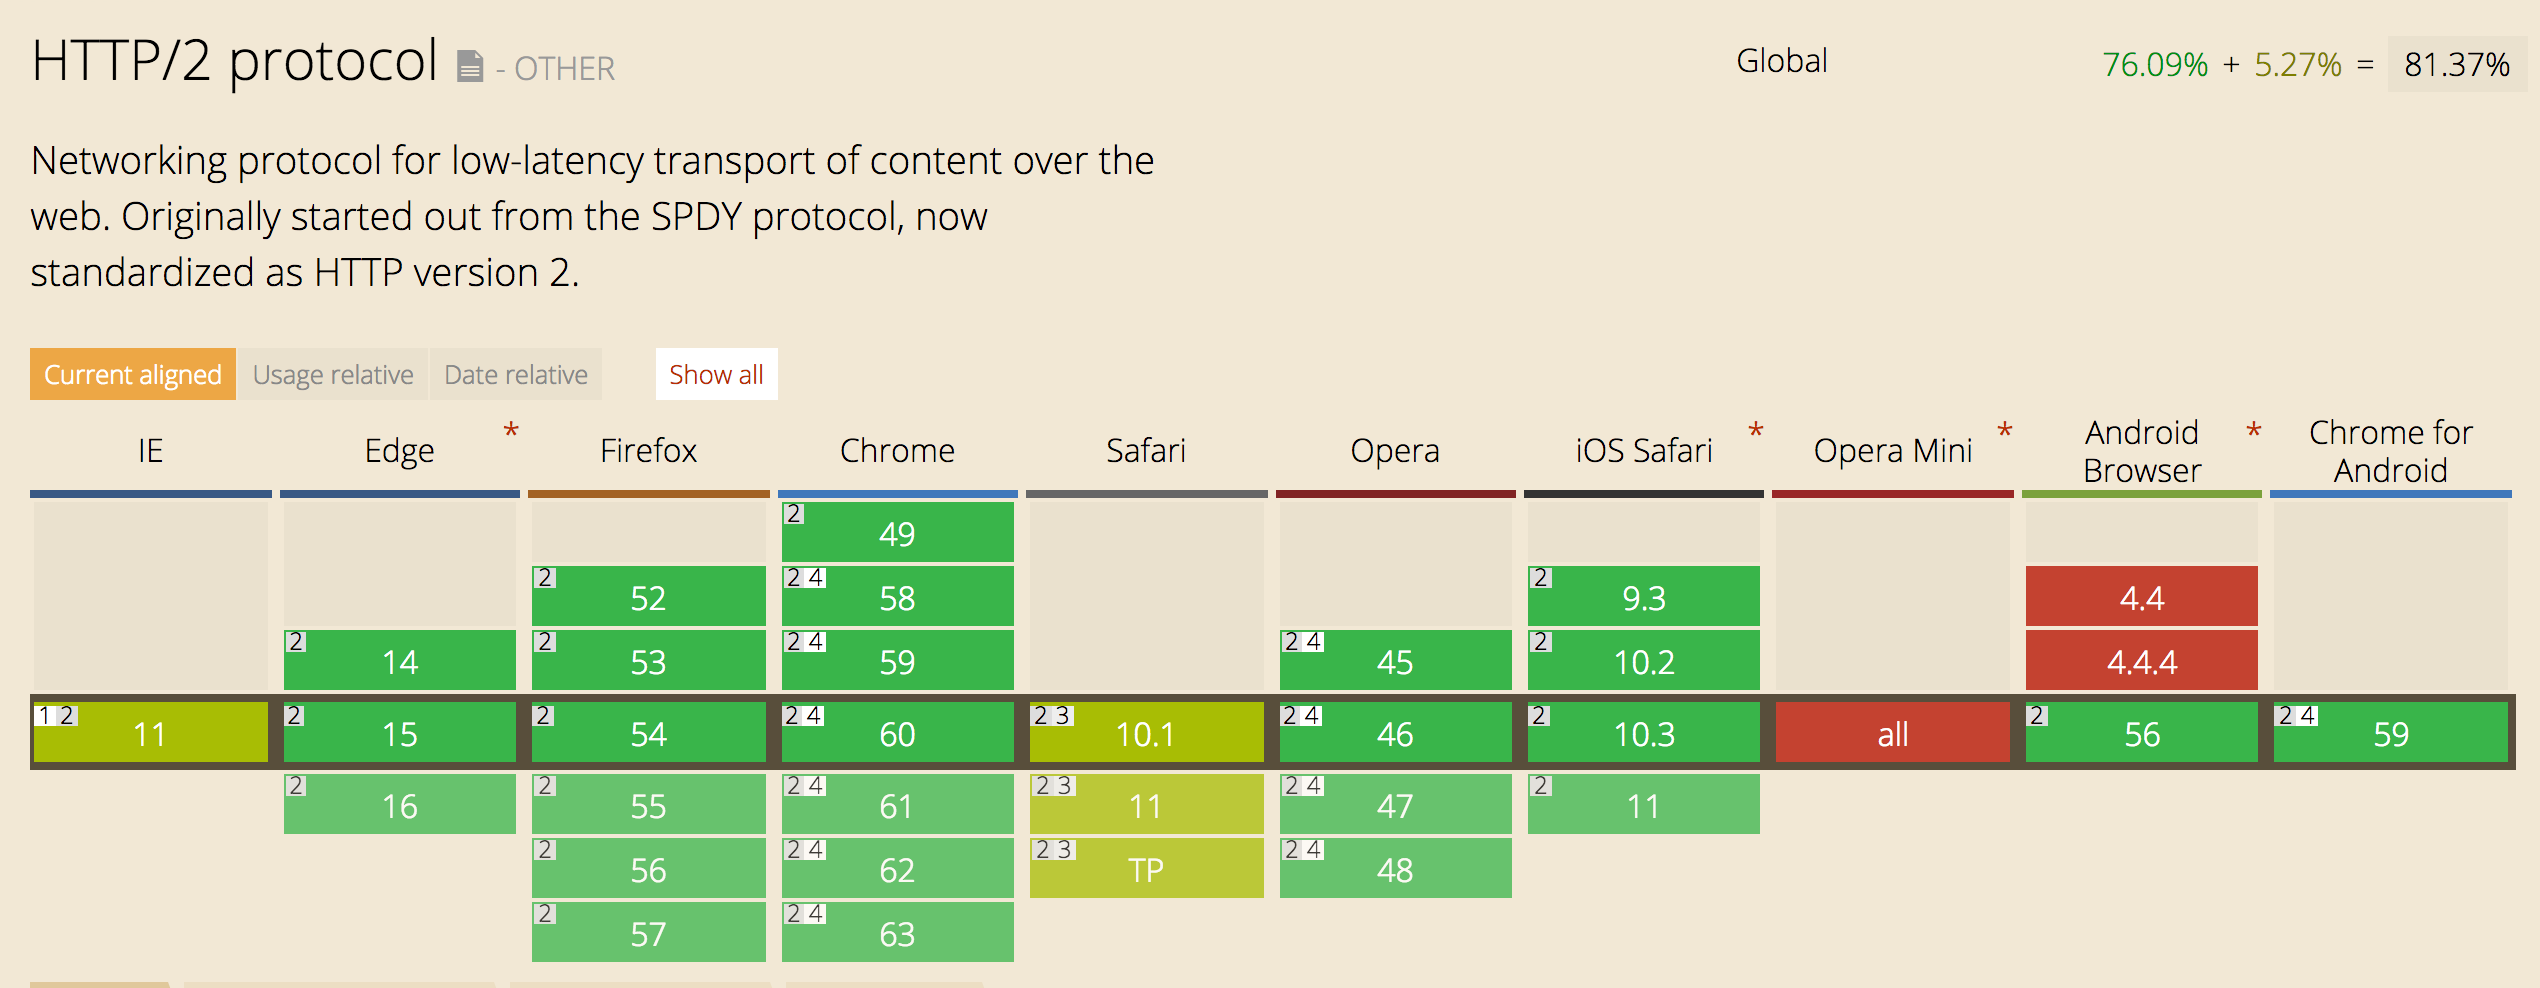 HTTP/2 protocol - OTHER
Global
76.09% + 5.27% = 81.37%
Networking protocol for low-latency transport of content over the
web. Originally started out from the SPDY protocol, now
standardized as HTTP version 2.
Current aligned Usage relative Date relative Show all
IE Edge * Firefox Chrome Safari Opera iOS Safari * Opera Mini * Android Browser * Chrome for Android
2 49
2 52 2 4 58 2 9.3 4.4
2 14 2 53 2 4 59 2 4 45 2 10.2 4.4.4
1 2 11 2 15 2 54 2 4 60 2 3 10.1 2 4 46 2 10.3 all 2 56 2 4 59
2 16 2 55 2 4 61 2 3 11 2 4 47 2 11
2 56 2 4 62 2 3 TP 2 4 48
2 57 2 4 63